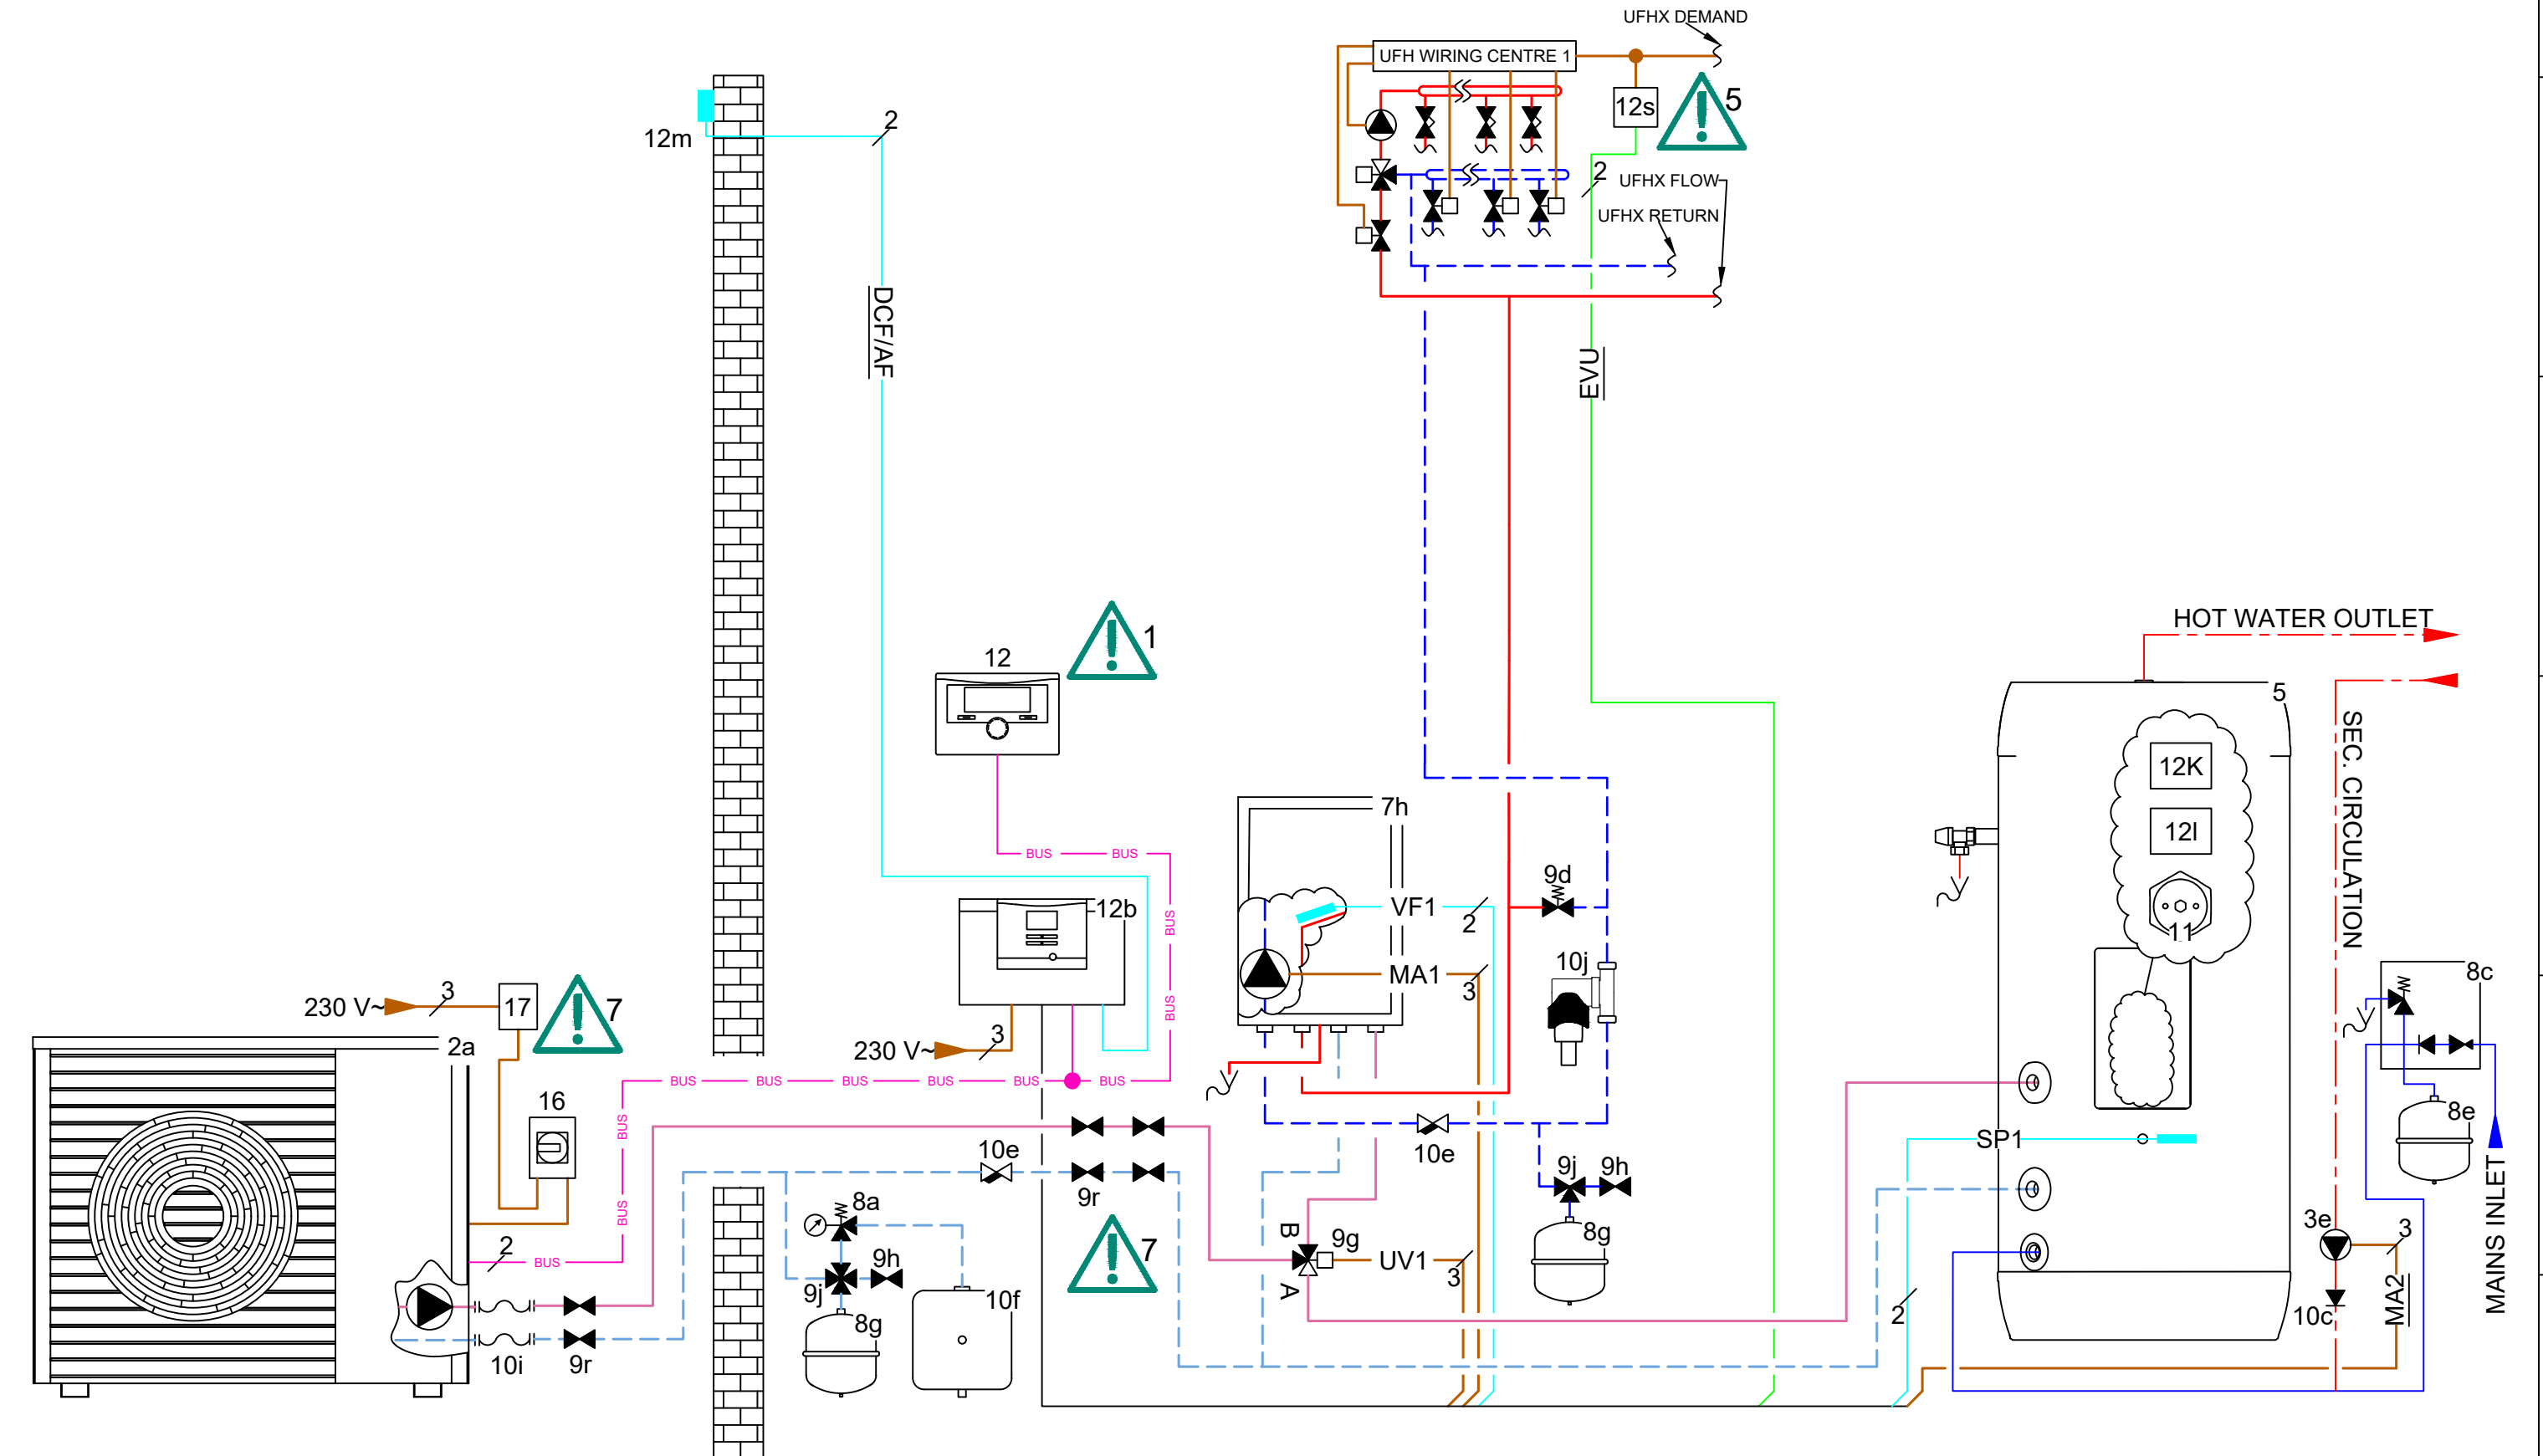 UFHX DEMAND
UFH WIRING CENTRE 1
12s
5
12m
2
2
UFHX FLOW
UFHX RETURN
DCF/AF
EVU
12
1
HOT WATER OUTLET
5
SEC. CIRCULATION
12K
12I
11
7h
BUS
BUS
BUS
BUS
12b
VF1
2
9d
MA1
3
10j
8c
230 V~
3
17
7
2a
230 V~
3
BUS
BUS
BUS
BUS
BUS
BUS
16
BUS
BUS
8e
SP1
10e
10e
9r
9j
9h
MAINS INLET
8a
9h
9j
8g
10f
7
B
9g
UV1
3
A
8g
3e
3
2
BUS
10i
9r
2
10c
MA2